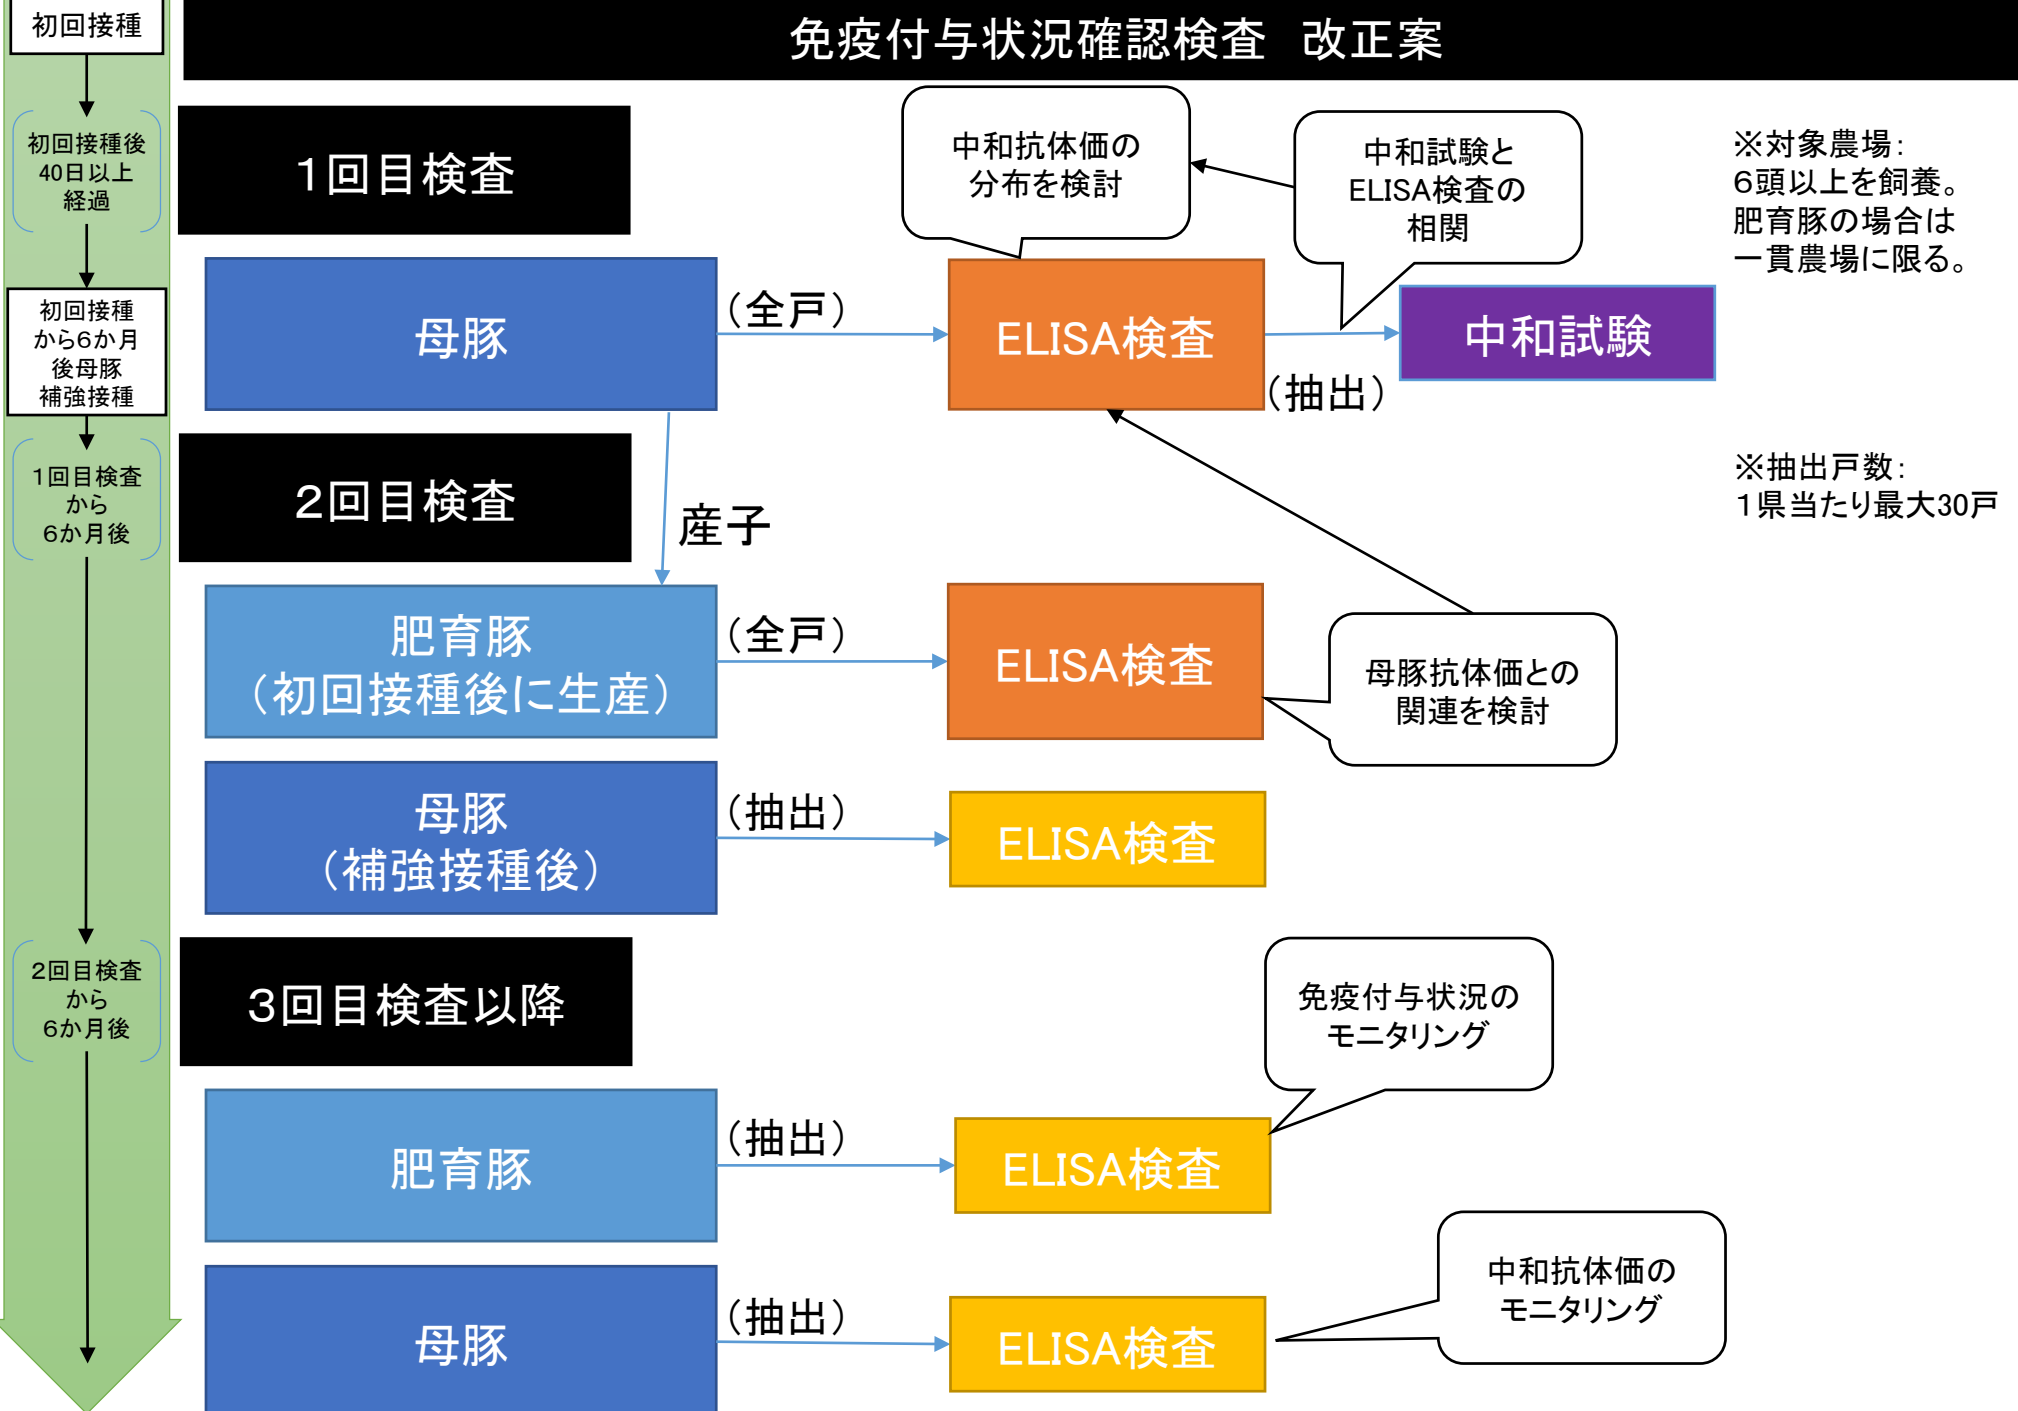 初回接種
免疫付与状況確認検査　改正案
初回接種後
40日以上
経過
１回目検査
中和抗体価の
分布を検討
中和試験と
ELISA検査の
相関
※対象農場：
６頭以上を飼養。
肥育豚の場合は
一貫農場に限る。
母豚
（全戸）
ELISA検査
（抽出）
中和試験
初回接種
から６か月
後母豚
補強接種
１回目検査
から
６か月後
２回目検査
産子
※抽出戸数：
１県当たり最大30戸
肥育豚
（初回接種後に生産）
（全戸）
ELISA検査
母豚抗体価との
関連を検討
母豚
（補強接種後）
（抽出）
ELISA検査
２回目検査
から
６か月後
３回目検査以降
免疫付与状況の
モニタリング
肥育豚
（抽出）
ELISA検査
中和抗体価の
モニタリング
母豚
（抽出）
ELISA検査